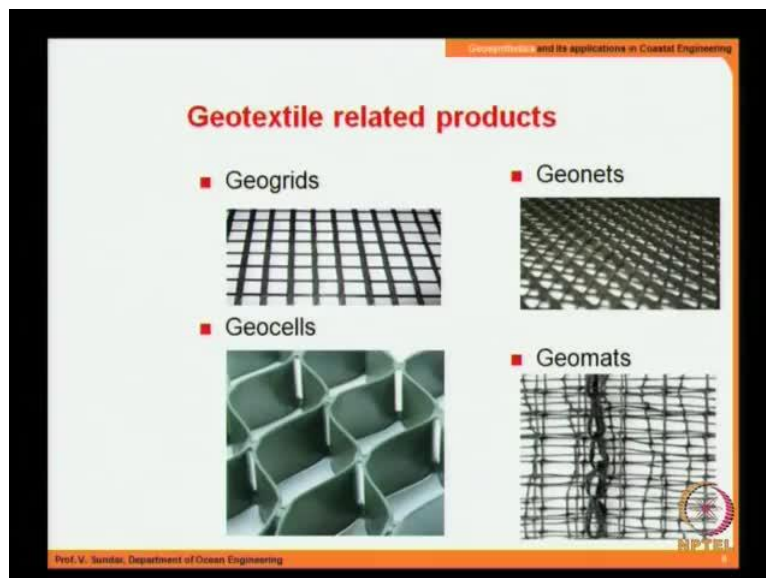 Geosynthetics and its applications in Coastal Engineering
Geotextile related products
Geogrids
Geonets
Geocells
Geomats
NPTEL
Prof. V. Sundar, Department of Ocean Engineering